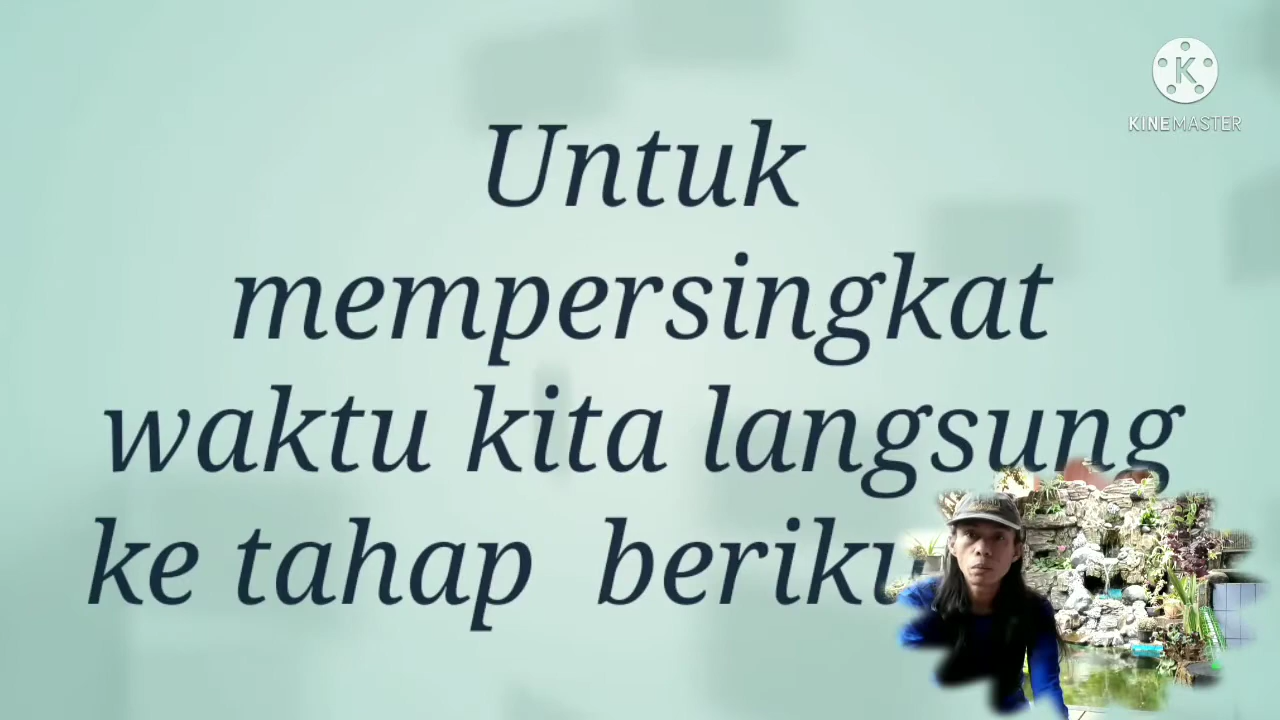 Untuk
mempersingkat
waktu kita langsung
ke tahap
K
KINEMASTER